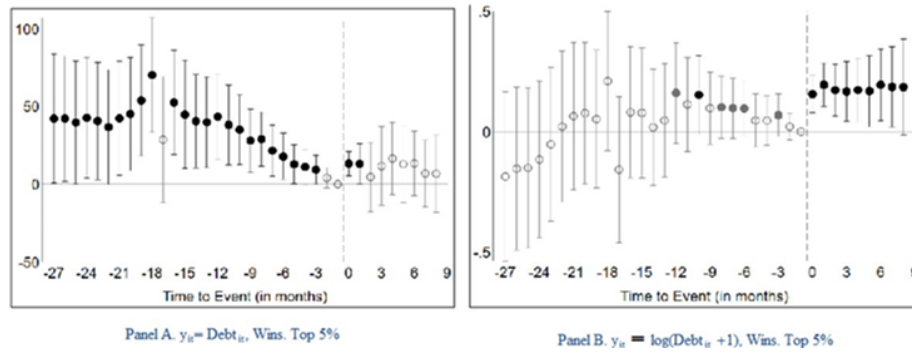 100
50
0
-50
-27 -24 -21 -18 -15 -12 -9 -6 -3 0 3 6 9
Time to Event (in months)
Panel A. yit= Debtit, Wins. Top 5%
.5
0
-.5
-27 -24 -21 -18 -15 -12 -9 -6 -3 0 3 6 9
Time to Event (in months)
Panel B. yit = log(Debtit +1), Wins. Top 5%